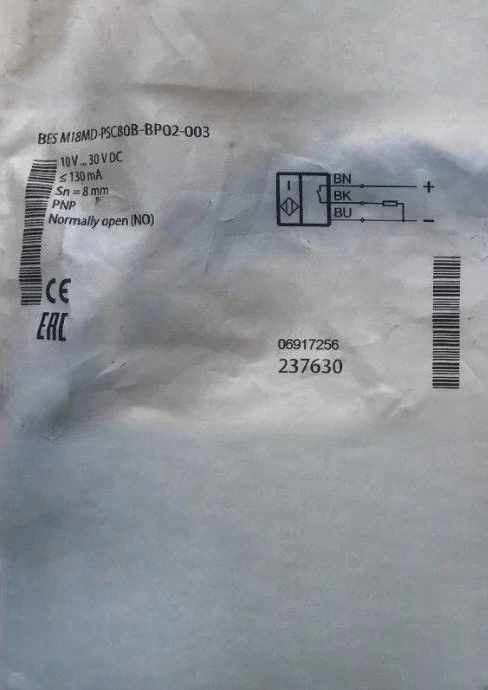 BES M18MD-PSC80B-BP02-003
10 V ... 30 V DC
≤ 130 mA
Sn = 8 mm
PNP
Normally open (NO)
BN
+
BK
BU
−
CE
EAC
06917256
237630